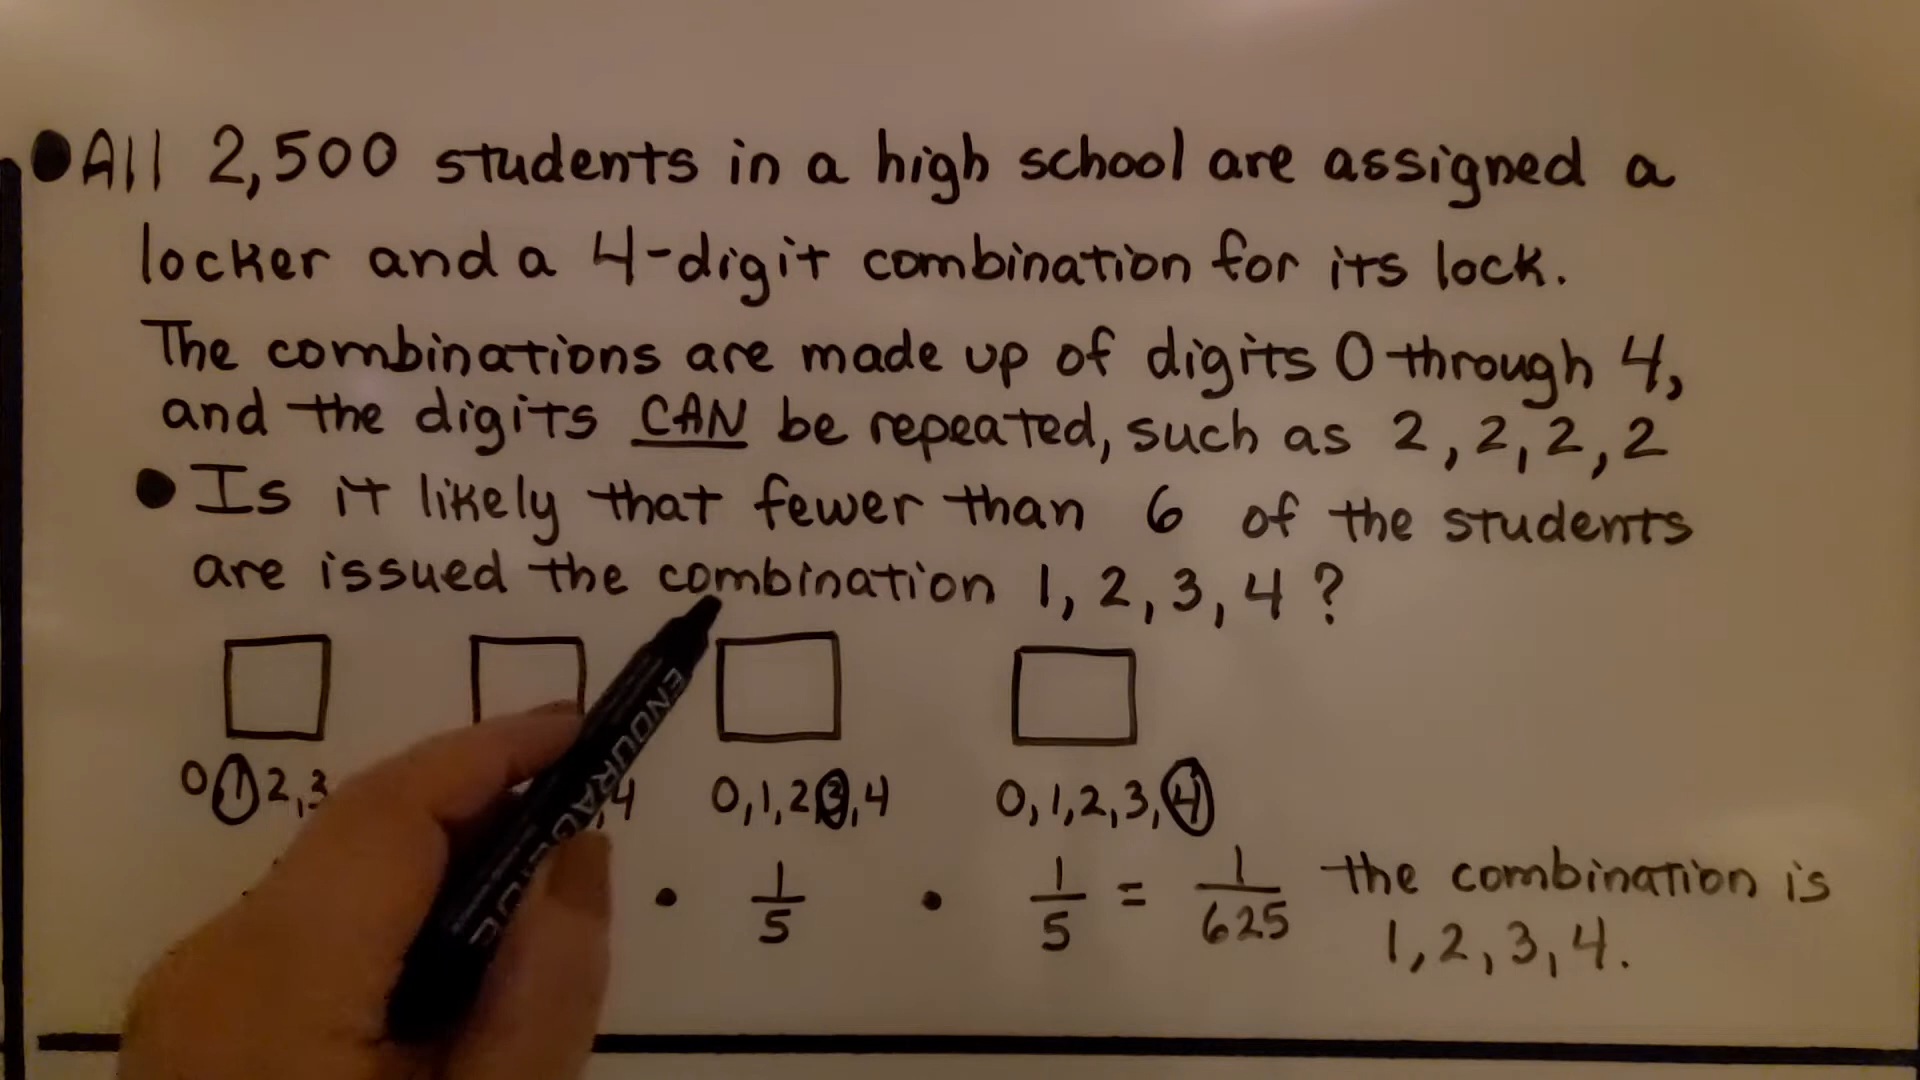 All 2,500 students in a high school are assigned a
locker and a 4-digit combination for its lock.
The combinations are made up of digits 0 through 4,
and the digits CAN be repeated, such as 2, 2, 2, 2
Is it likely that fewer than 6 of the students
are issued the combination 1, 2, 3, 4 ?
0 1 2,3 ,4 0,1,2 3,4 0,1,2,3,4
· 1/5 · 1/5 = 1/625 the combination is
1, 2, 3, 4.
ENDURA